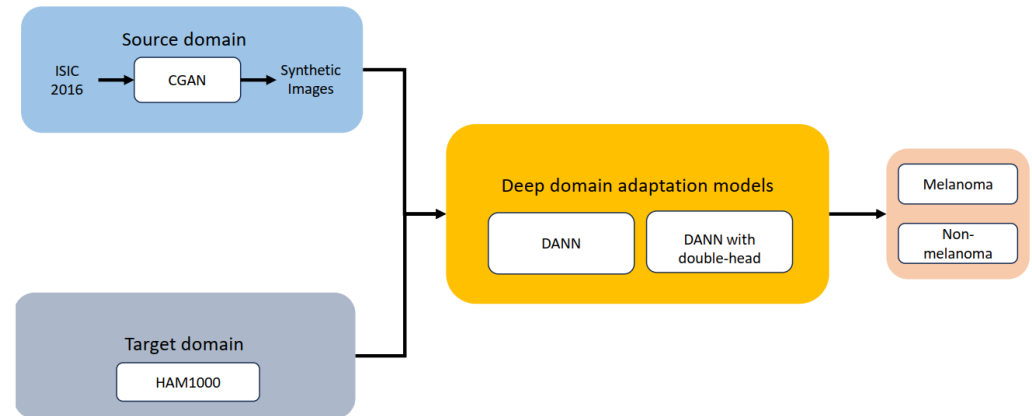 Source domain
ISIC
2016
CGAN
Synthetic
Images
Deep domain adaptation models
DANN
DANN with
double-head
Melanoma
Non-
melanoma
Target domain
HAM1000